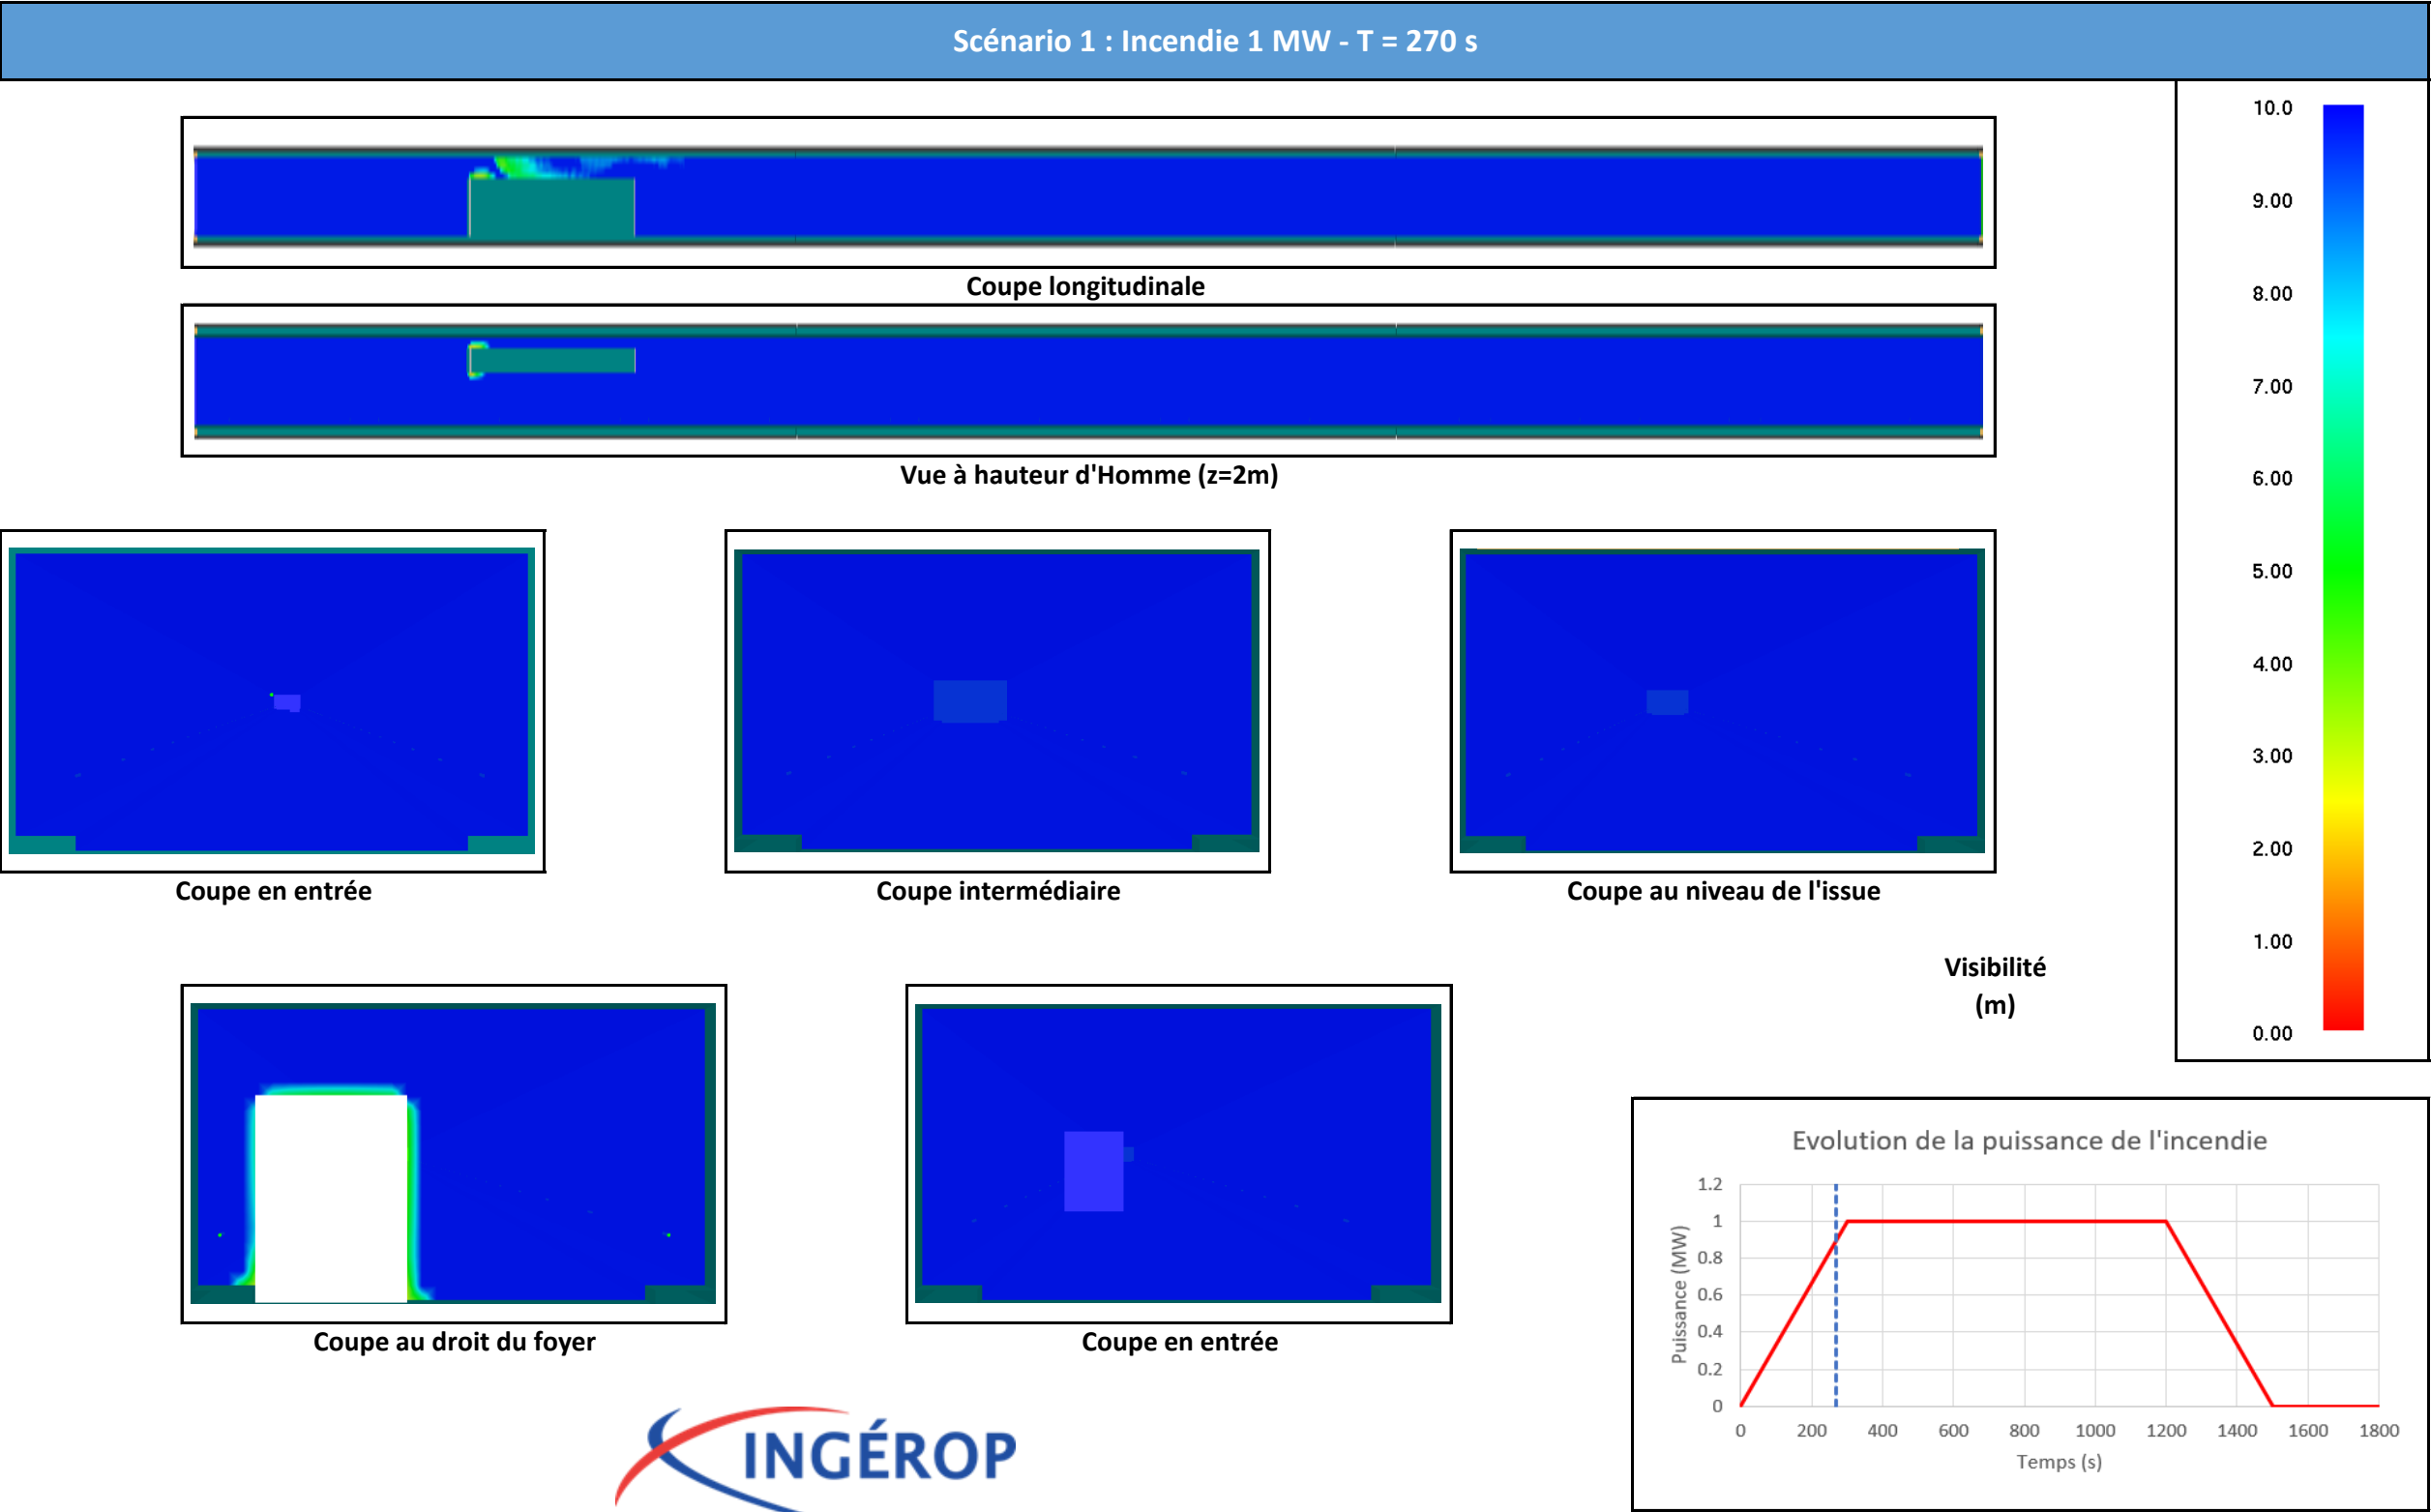 Scénario 1 : Incendie 1 MW - T = 270 s
Coupe longitudinale
Vue à hauteur d'Homme (z=2m)
Coupe en entrée
Coupe intermédiaire
Coupe au niveau de l'issue
Coupe au droit du foyer
Coupe en entrée
Visibilité
(m)
10.0
9.00
8.00
7.00
6.00
5.00
4.00
3.00
2.00
1.00
0.00
Evolution de la puissance de l'incendie
Puissance (MW)
1.2
1
0.8
0.6
0.4
0.2
0
0 200 400 600 800 1000 1200 1400 1600 1800
Temps (s)
INGÉROP